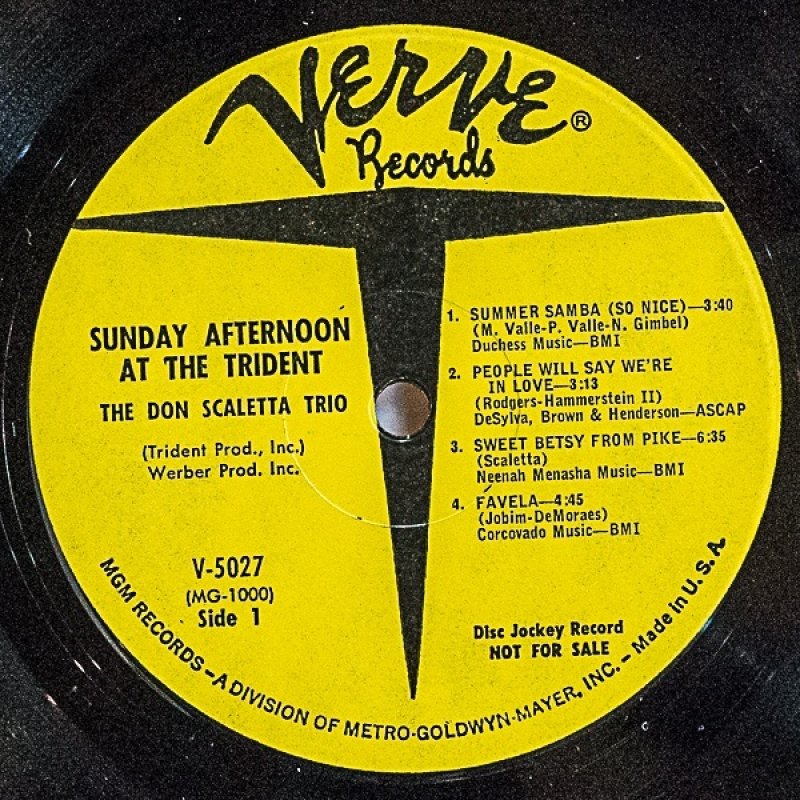 Verve®
Records
SUNDAY AFTERNOON
AT THE TRIDENT
THE DON SCALETTA TRIO
(Trident Prod., Inc.)
Werber Prod. Inc.
V-5027
(MG-1000)
Side 1
1. SUMMER SAMBA (SO NICE)—3:40
(M. Valle-P. Valle-N. Gimbel)
Duchess Music—BMI
2. PEOPLE WILL SAY WE'RE
IN LOVE—3:13
(Rodgers-Hammerstein II)
DeSylva, Brown & Henderson—ASCAP
3. SWEET BETSY FROM PIKE—6:35
(Scaletta)
Neenah Menasha Music—BMI
4. FAVELA—4:45
(Jobim-DeMoraes)
Corcovado Music—BMI
Disc Jockey Record
NOT FOR SALE
MGM RECORDS—A DIVISION OF METRO-GOLDWYN-MAYER, INC. – Made in U. S. A.